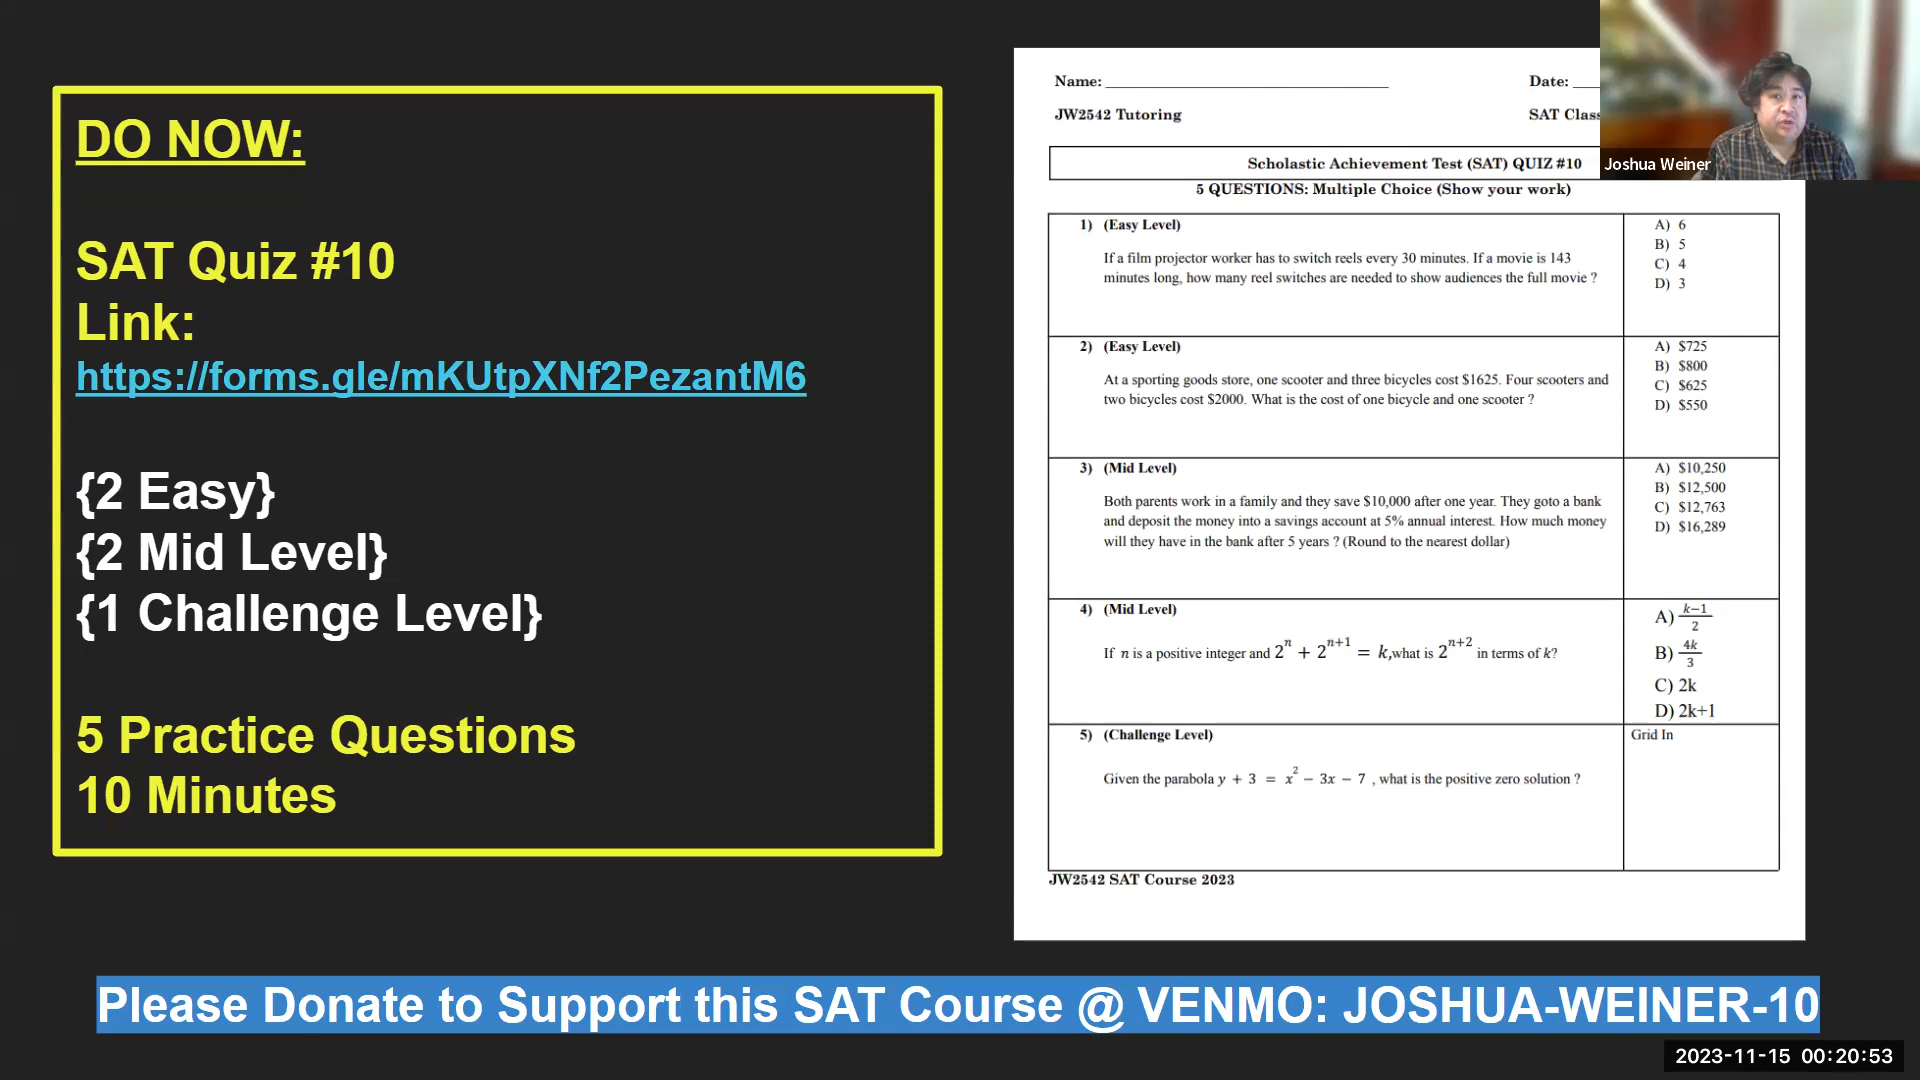 DO NOW:
SAT Quiz #10
Link:
https://forms.gle/mKUtpXNf2PezantM6
{2 Easy}
{2 Mid Level}
{1 Challenge Level}
5 Practice Questions
10 Minutes
Name: ____________________
Date: ___
JW2542 Tutoring
SAT Class
Scholastic Achievement Test (SAT) QUIZ #10
5 QUESTIONS: Multiple Choice (Show your work)
1) (Easy Level)
If a film projector worker has to switch reels every 30 minutes. If a movie is 143
minutes long, how many reel switches are needed to show audiences the full movie ?
A) 6
B) 5
C) 4
D) 3
2) (Easy Level)
At a sporting goods store, one scooter and three bicycles cost $1625. Four scooters and
two bicycles cost $2000. What is the cost of one bicycle and one scooter ?
A) $725
B) $800
C) $625
D) $550
3) (Mid Level)
Both parents work in a family and they save $10,000 after one year. They goto a bank
and deposit the money into a savings account at 5% annual interest. How much money
will they have in the bank after 5 years ? (Round to the nearest dollar)
A) $10,250
B) $12,500
C) $12,763
D) $16,289
4) (Mid Level)
If n is a positive integer and 2^n + 2^{n+1} = k,what is 2^{n+2} in terms of k?
A) (k−1)/2
B) 4k/3
C) 2k
D) 2k+1
5) (Challenge Level)
Given the parabola y + 3 = x^2 − 3x − 7 , what is the positive zero solution ?
Grid In
JW2542 SAT Course 2023
Joshua Weiner
Please Donate to Support this SAT Course @ VENMO: JOSHUA-WEINER-10
2023-11-15 00:20:53